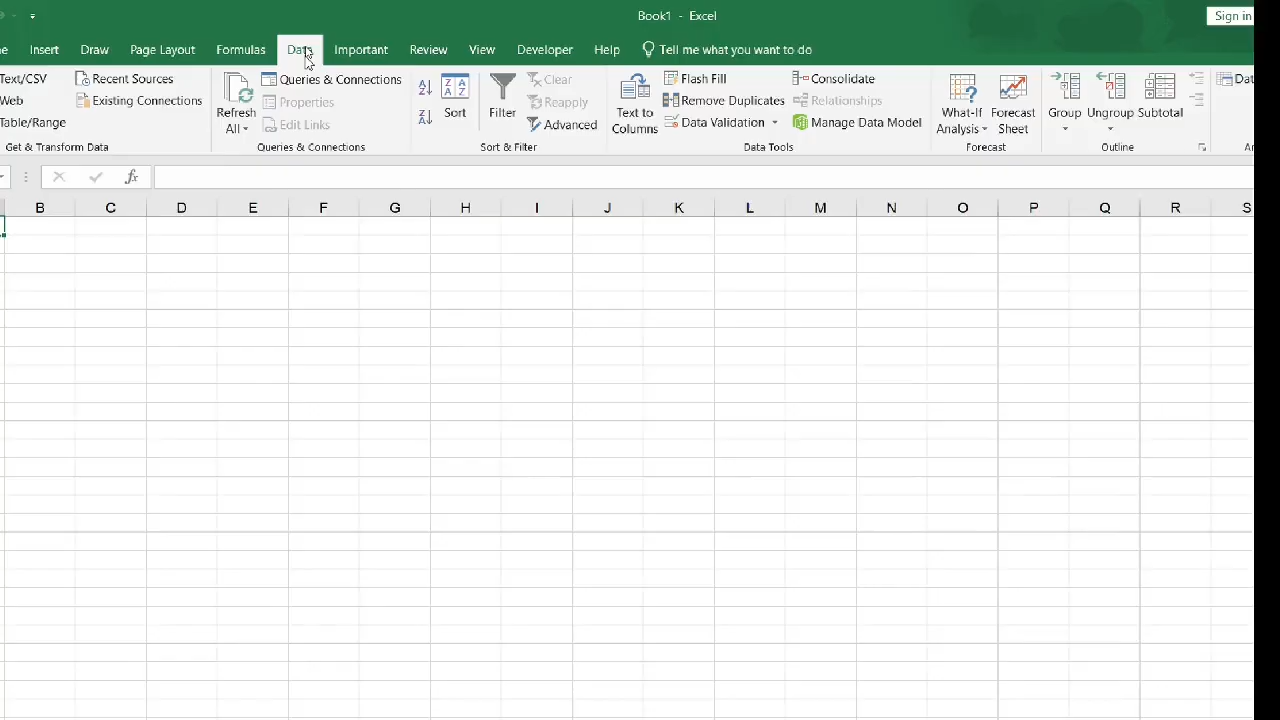 Book1 - Excel
Sign in
Insert Draw Page Layout Formulas Important Review View Developer Help Tell me what you want to do
Text/CSV Recent Sources Queries & Connections Clear Flash Fill Consolidate
Web Existing Connections Properties Reapply Remove Duplicates Relationships
Table/Range Edit Links Advanced Data Validation Manage Data Model
Refresh All Sort Filter Text to Columns What-If Analysis Forecast Sheet Group Ungroup Subtotal
Get & Transform Data Queries & Connections Sort & Filter Data Tools Forecast Outline
fx
B C D E F G H I J K L M N O P Q R S